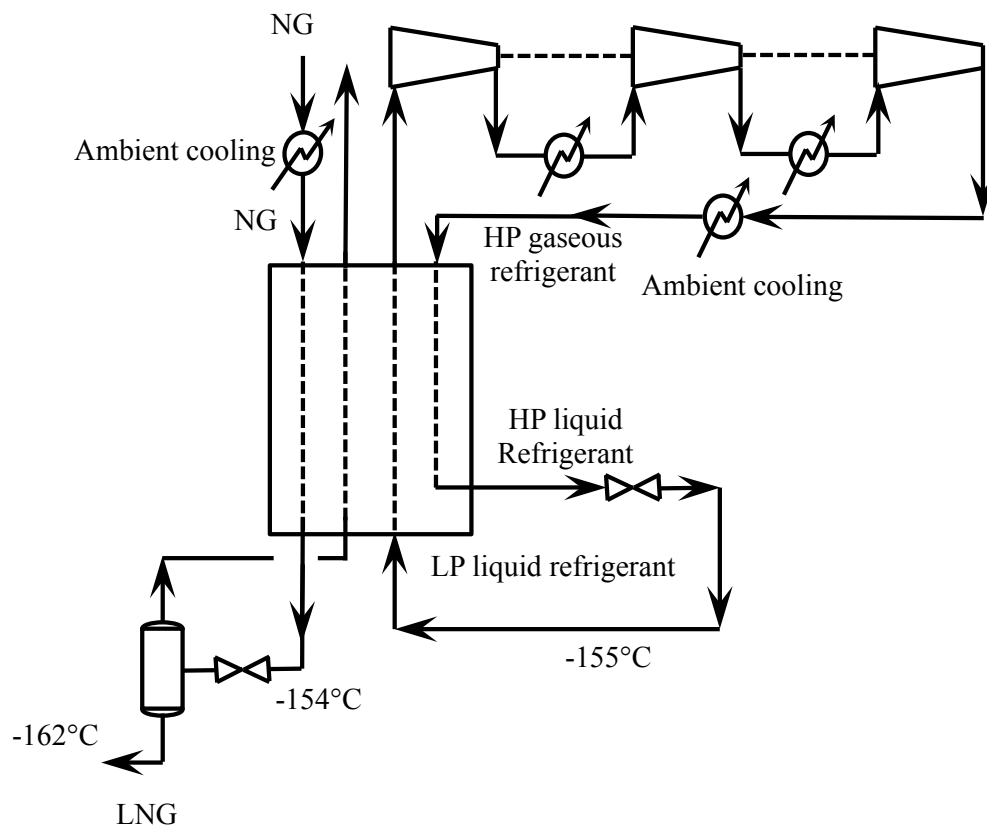 NG
Ambient cooling
NG
HP gaseous
refrigerant
Ambient cooling
HP liquid
Refrigerant
LP liquid refrigerant
-155°C
-154°C
-162°C
LNG